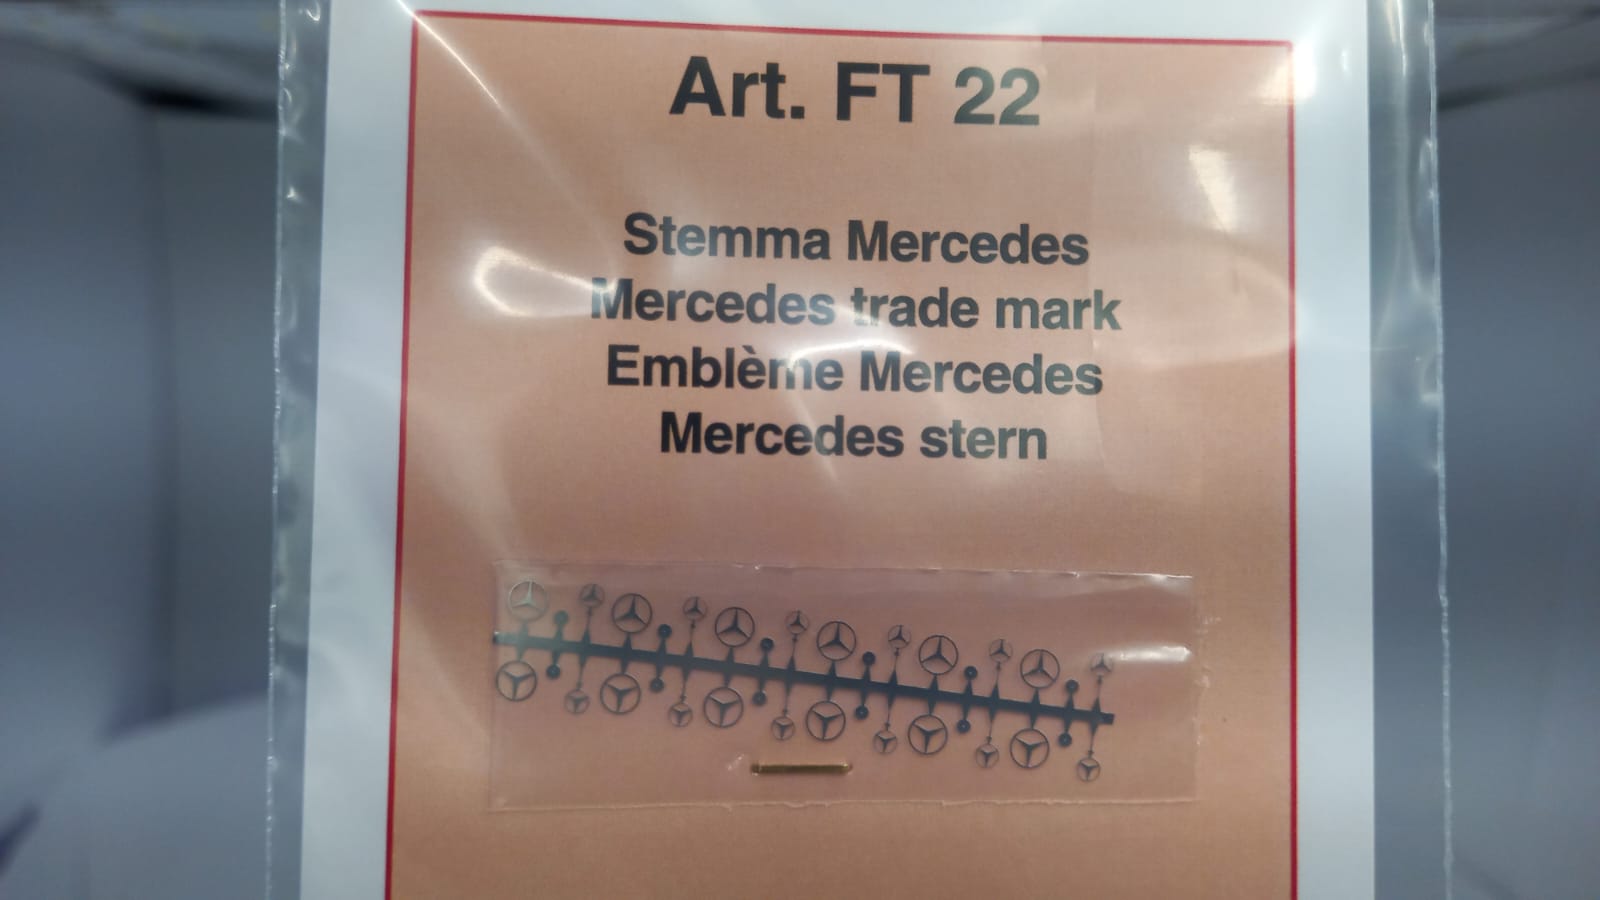 Art. FT 22
Stemma Mercedes
Mercedes trade mark
Emblème Mercedes
Mercedes stern